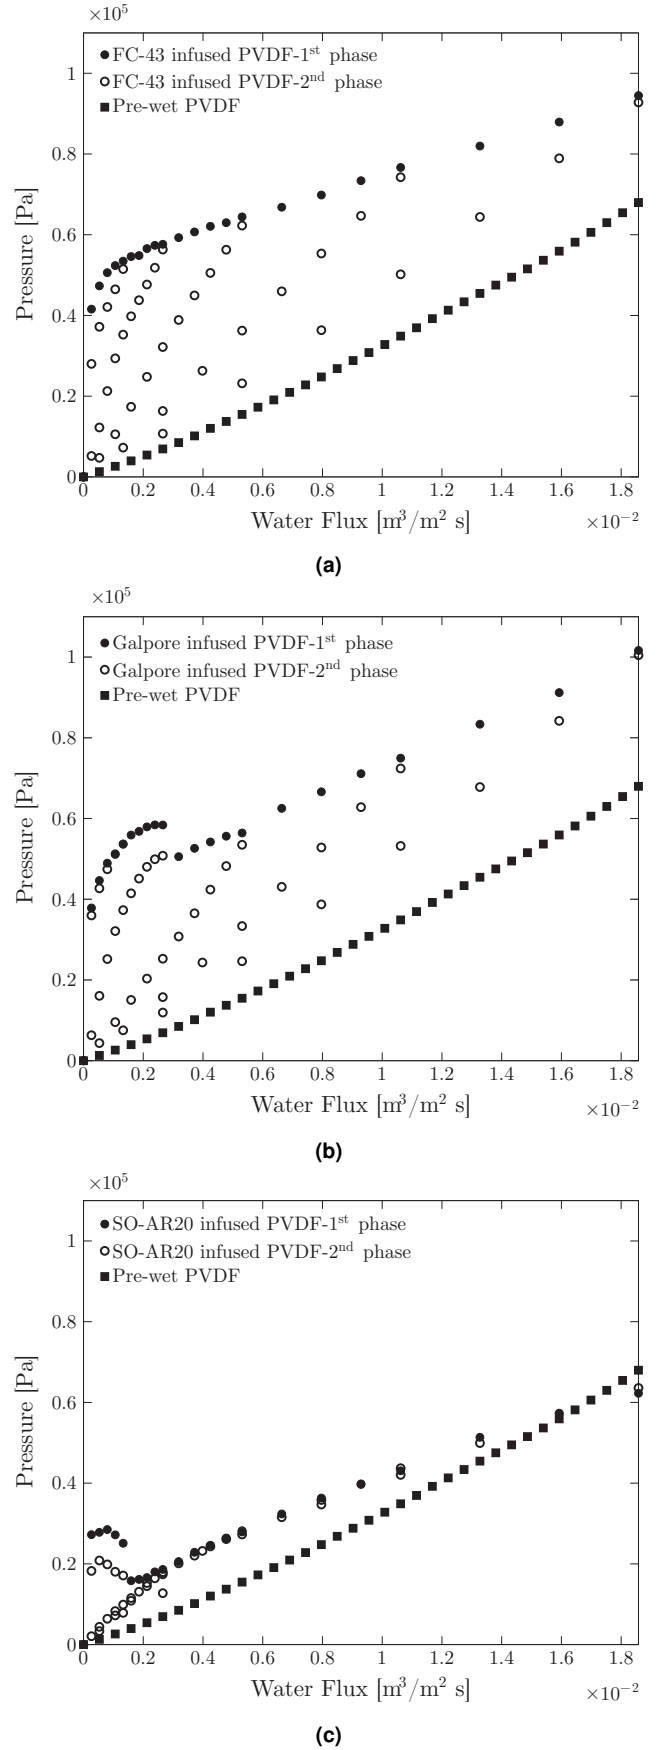 ×10⁵
FC-43 infused PVDF-1ˢᵗ phase
FC-43 infused PVDF-2ⁿᵈ phase
Pre-wet PVDF
1
0.8
0.6
0.4
0.2
0
Pressure [Pa]
0 0.2 0.4 0.6 0.8 1 1.2 1.4 1.6 1.8
Water Flux [m³/m² s]
×10⁻²
(a)
×10⁵
Galpore infused PVDF-1ˢᵗ phase
Galpore infused PVDF-2ⁿᵈ phase
Pre-wet PVDF
1
0.8
0.6
0.4
0.2
0
Pressure [Pa]
0 0.2 0.4 0.6 0.8 1 1.2 1.4 1.6 1.8
Water Flux [m³/m² s]
×10⁻²
(b)
×10⁵
SO-AR20 infused PVDF-1ˢᵗ phase
SO-AR20 infused PVDF-2ⁿᵈ phase
Pre-wet PVDF
1
0.8
0.6
0.4
0.2
0
Pressure [Pa]
0 0.2 0.4 0.6 0.8 1 1.2 1.4 1.6 1.8
Water Flux [m³/m² s]
×10⁻²
(c)